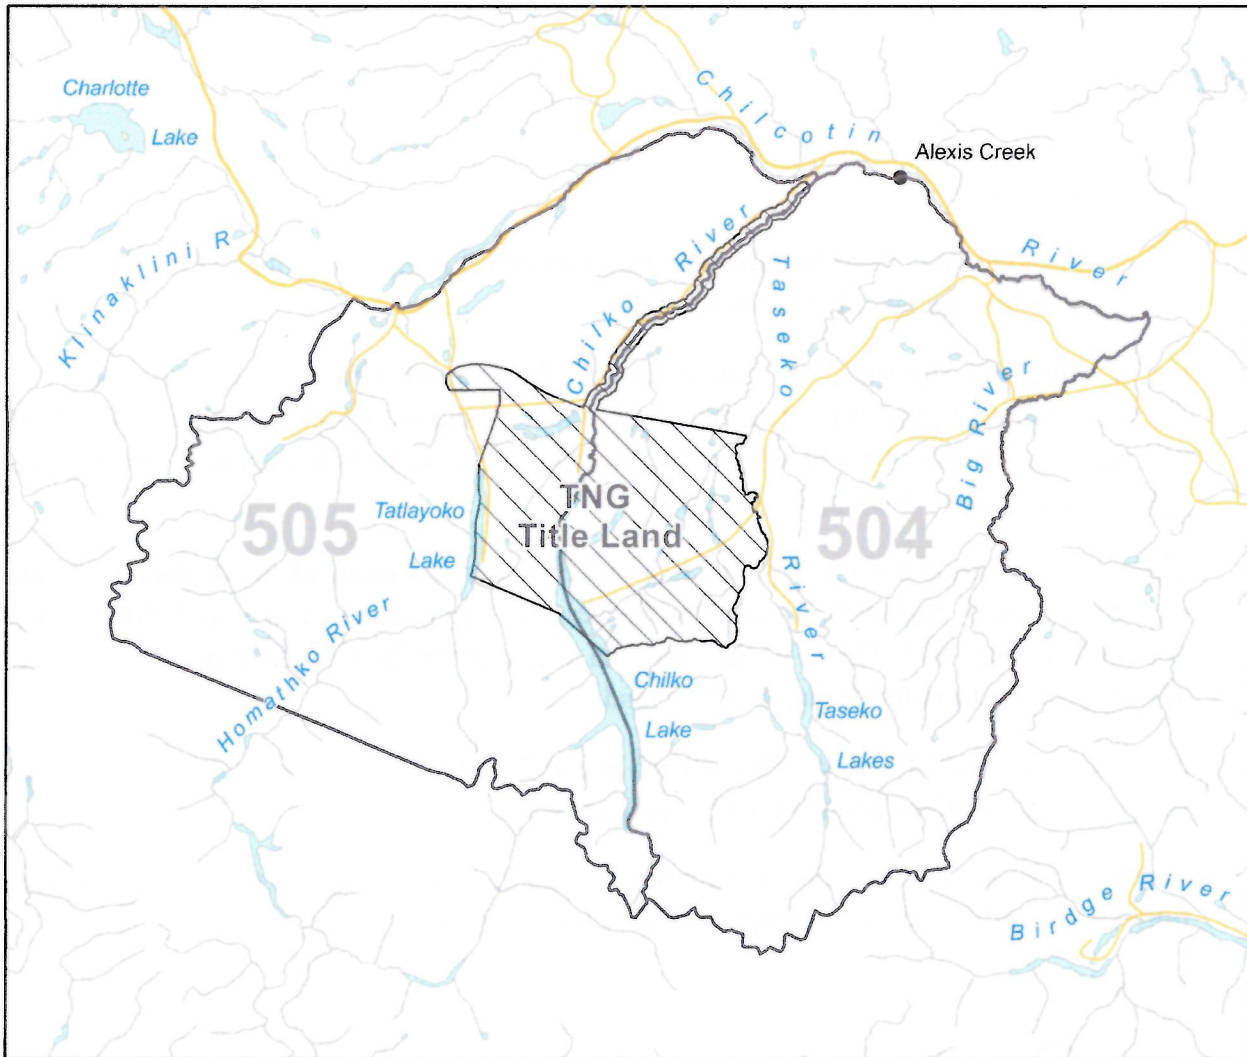 Charlotte
Lake
Chilcotin
Alexis Creek
Klinaklini R
River
Chilko River
Taseko
River
Big River
505
TNG
Title Land
504
Tatlayoko
Lake
Homathko River
Chilko
Lake
Taseko
Lakes
Birdge River